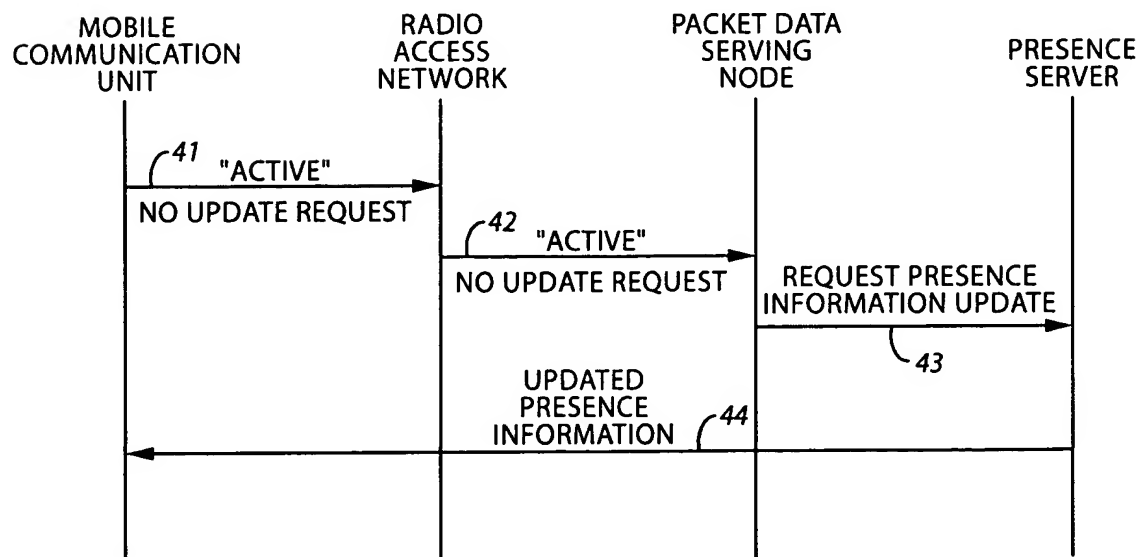 MOBILE
COMMUNICATION
UNIT
RADIO
ACCESS
NETWORK
PACKET DATA
SERVING
NODE
PRESENCE
SERVER
41
"ACTIVE"
NO UPDATE REQUEST
42
"ACTIVE"
NO UPDATE REQUEST
REQUEST PRESENCE
INFORMATION UPDATE
43
UPDATED
PRESENCE
INFORMATION
44